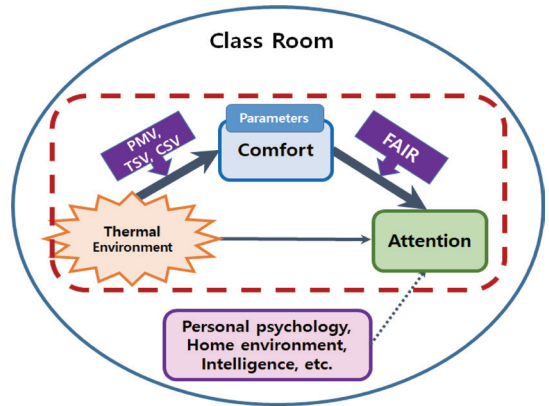 Class Room
Parameters
Comfort
PMV,
TSV, CSV
FAIR
Thermal
Environment
Attention
Personal psychology,
Home environment,
Intelligence, etc.